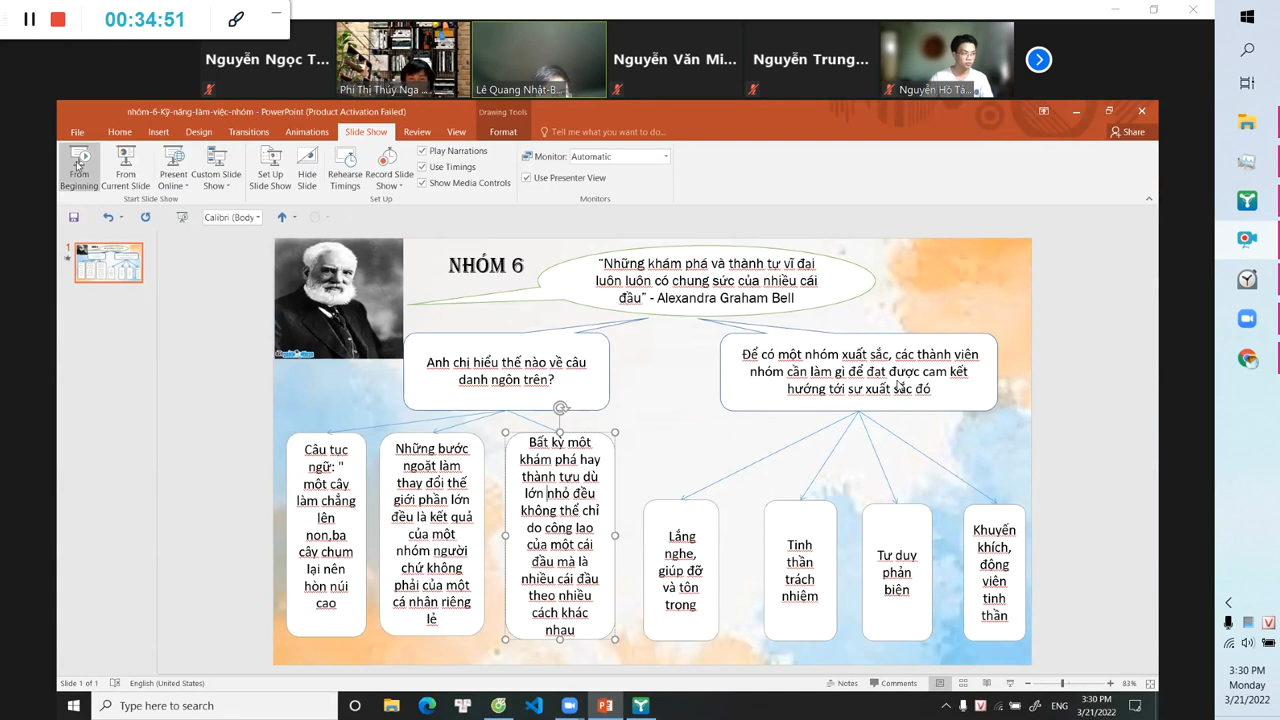 00:34:51
Nguyễn Ngọc T...
Phí Thị Thúy Nga ...
Lê Quang Nhật-B...
Nguyễn Văn Mi...
Nguyễn Trung...
Nguyễn Hồ Tấ...
nhóm-6-Kỹ-năng-làm-việc-nhóm - PowerPoint (Product Activation Failed)
Drawing Tools
File
Home
Insert
Design
Transitions
Animations
Slide Show
Review
View
Format
Tell me what you want to do...
Share
From
Beginning
From
Current Slide
Present
Online
Custom Slide
Show
Start Slide Show
Set Up
Slide Show
Hide
Slide
Rehearse
Timings
Record Slide
Show
Play Narrations
Use Timings
Show Media Controls
Set Up
Monitor:
Automatic
Use Presenter View
Monitors
Calibri (Body
1
NHÓM 6
"Những khám phá và thành tự vĩ đại
luôn luôn có chung sức của nhiều cái
đầu" - Alexandra Graham Bell
Anh chị hiểu thế nào về câu
danh ngôn trên?
Để có một nhóm xuất sắc, các thành viên
nhóm cần làm gì để đạt được cam kết
hướng tới sự xuất sắc đó
Câu tục
ngữ: "
một cây
làm chẳng
lên
non,ba
cây chụm
lại nên
hòn núi
cao
Những bước
ngoặt làm
thay đổi thế
giới phần lớn
đều là kết quả
của một
nhóm người
chứ không
phải của một
cá nhân riêng
lẻ
Bất kỳ một
khám phá hay
thành tựu dù
lớn nhỏ đều
không thể chỉ
do công lao
của một cái
đầu mà là
nhiều cái đầu
theo nhiều
cách khác
nhau
Lắng
nghe,
giúp đỡ
và tôn
trọng
Tinh
thần
trách
nhiệm
Tư duy
phản
biện
Khuyến
khích,
động
viên
tinh
thần
Slide 1 of 1
English (United States)
Notes
Comments
83%
Type here to search
ENG
3:30 PM
3/21/2022
3:30 PM
Monday
3/21/2022